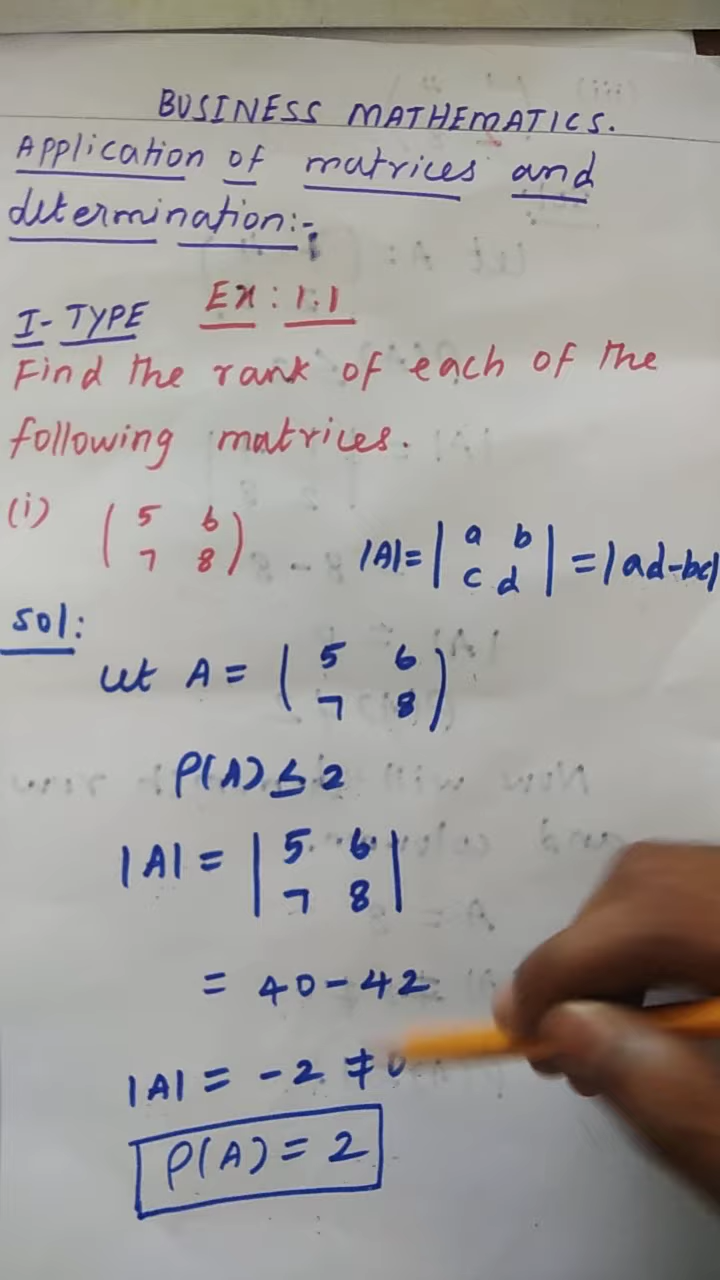 BUSINESS MATHEMATICS.
Application of matrices and
determination:-
I-TYPE Ex: 1.1
Find the rank of each of the
following matrices.
(i) ( 5 6
7 8 ) |A|= | a b
c d | = |ad-bc|
Sol:
Let A = ( 5 6
7 8 )
ρ(A) ≤ 2
|A| = | 5 6
7 8 |
= 40-42
|A| = -2 ≠0
ρ(A) = 2